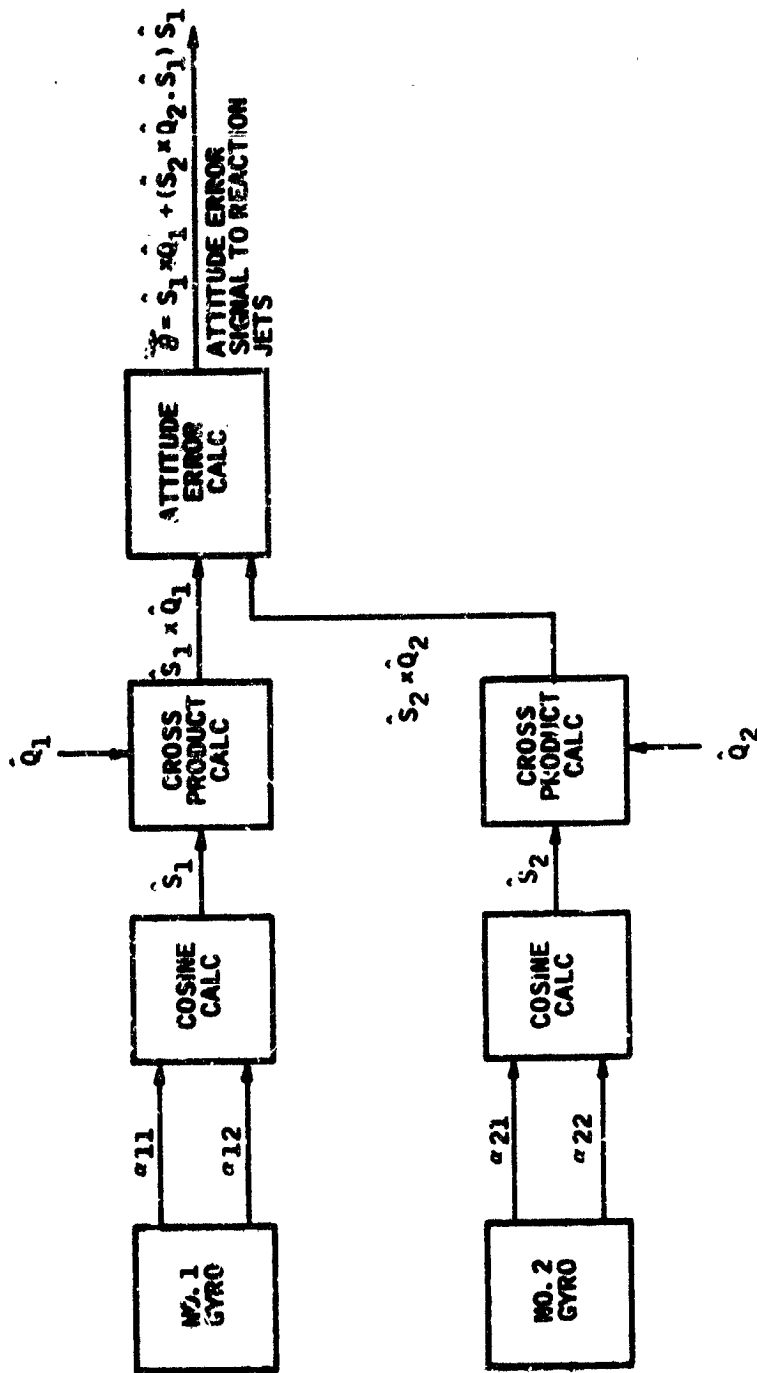 NO. 1
GYRO
α11
α12
COSINE
CALC
Ŝ1
Q̂1
CROSS
PRODUCT
CALC
Ŝ1 x Q̂1
ATTITUDE
ERROR
CALC
= Ŝ1 x Q̂1 + (Ŝ2 x Q̂2 · Ŝ1) Ŝ1
ATTITUDE ERROR
SIGNAL TO REACTION
JETS
NO. 2
GYRO
α21
α22
COSINE
CALC
Ŝ2
CROSS
PRODUCT
CALC
Q̂2
Ŝ2 x Q̂2